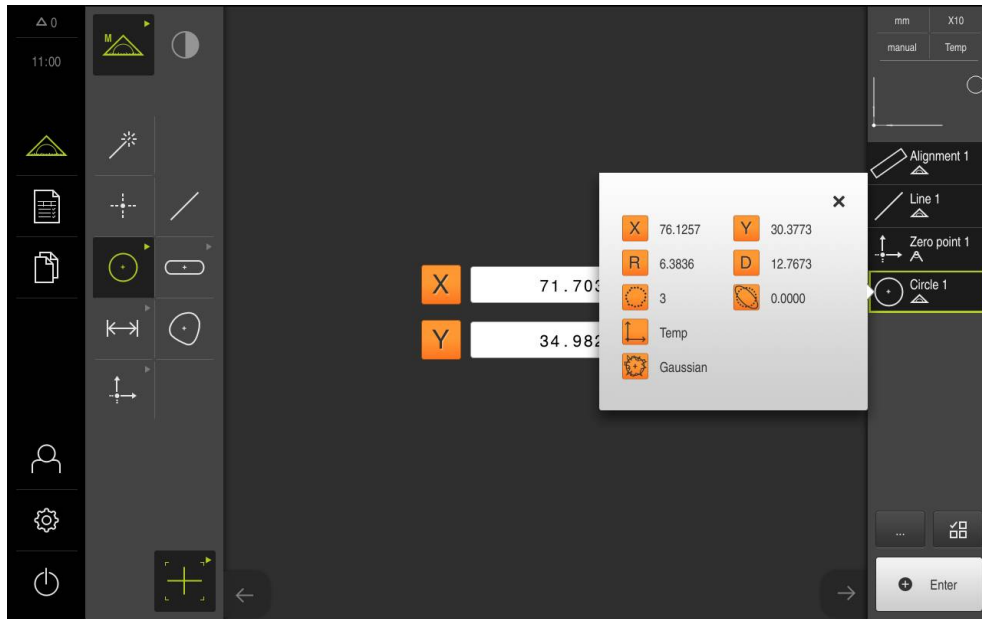 0
11:00
M
mm X10
manual Temp
Alignment 1
Line 1
Zero point 1
Circle 1
X 76.1257 Y 30.3773
R 6.3836 D 12.7673
3 0.0000
Temp
Gaussian
X 71.703
Y 34.982
...
Enter